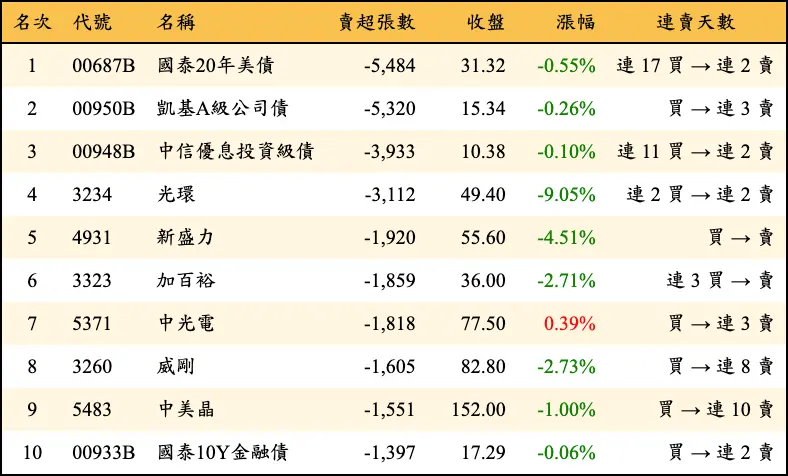 名次 代號 名稱 賣超張數 收盤 漲幅 連賣天數
1 00687B 國泰20年美債 -5,484 31.32 -0.55% 連 17 買 → 連 2 賣
2 00950B 凱基A級公司債 -5,320 15.34 -0.26% 買 → 連 3 賣
3 00948B 中信優息投資級債 -3,933 10.38 -0.10% 連 11 買 → 連 2 賣
4 3234 光環 -3,112 49.40 -9.05% 連 2 買 → 連 2 賣
5 4931 新盛力 -1,920 55.60 -4.51% 買 → 賣
6 3323 加百裕 -1,859 36.00 -2.71% 連 3 買 → 賣
7 5371 中光電 -1,818 77.50 0.39% 買 → 連 3 賣
8 3260 威剛 -1,605 82.80 -2.73% 買 → 連 8 賣
9 5483 中美晶 -1,551 152.00 -1.00% 買 → 連 10 賣
10 00933B 國泰10Y金融債 -1,397 17.29 -0.06% 買 → 連 2 賣